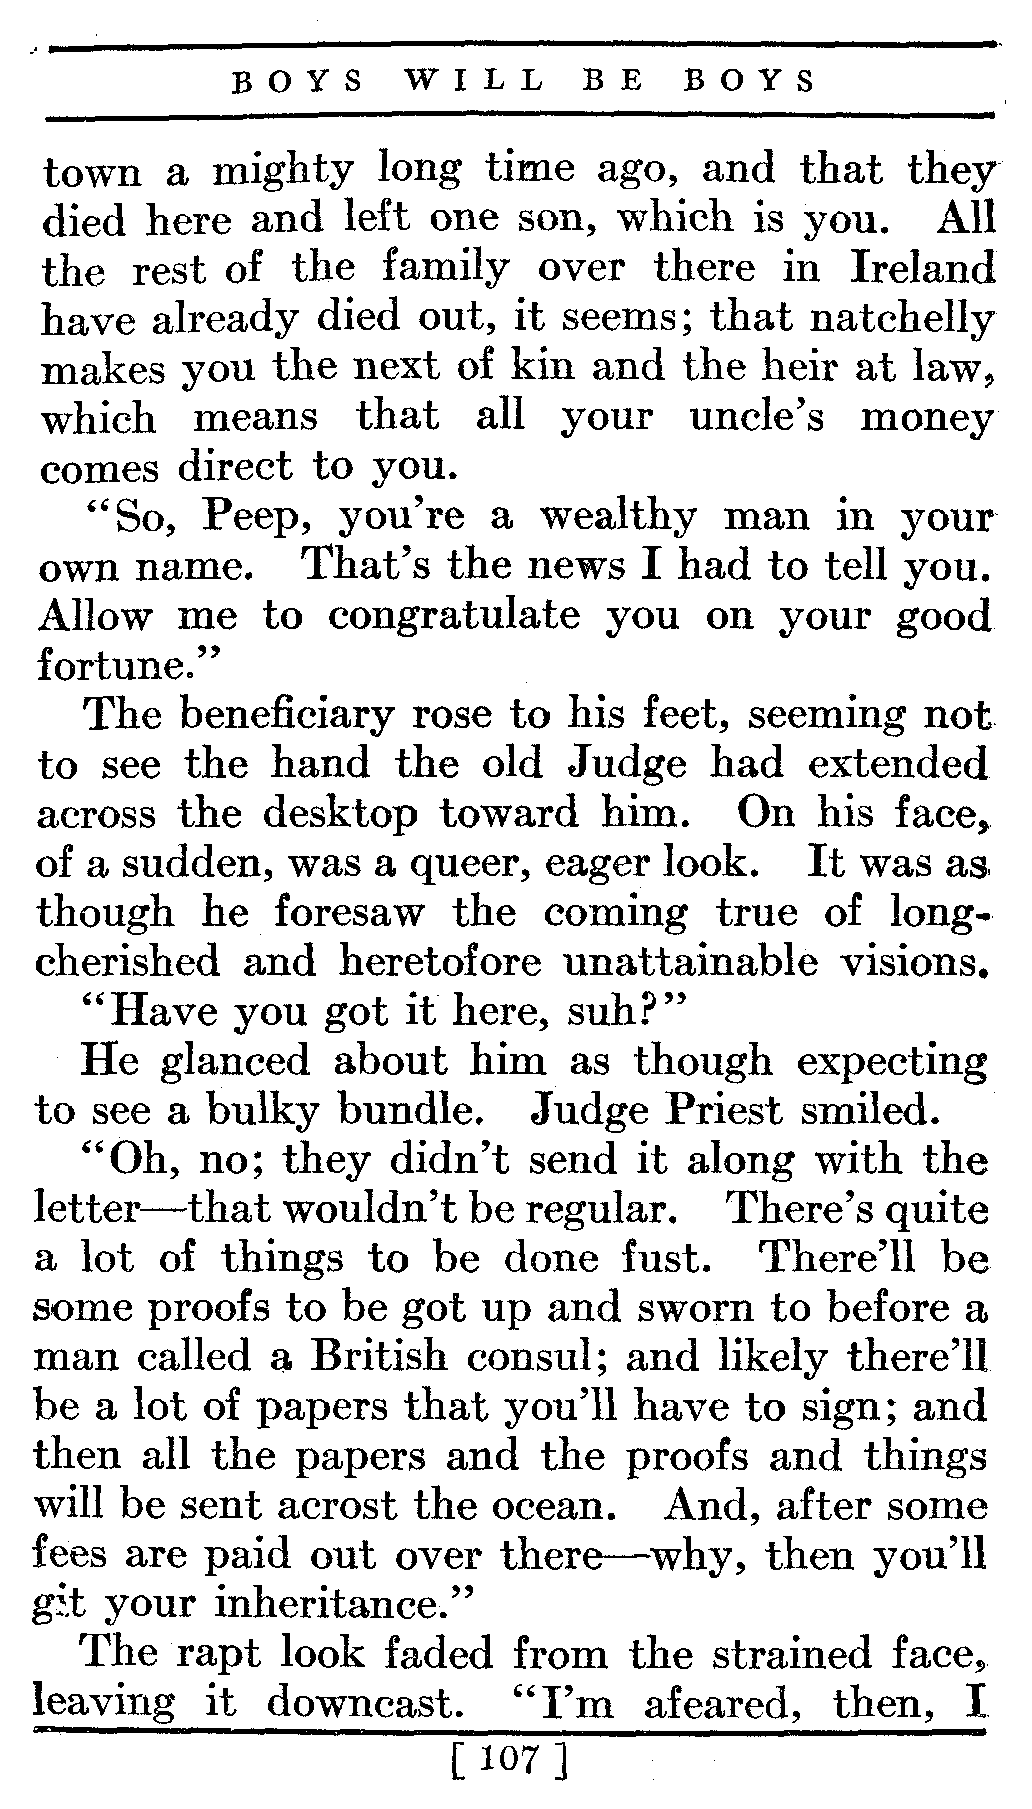 BOYS WILL BE BOYS
town a mighty long time ago, and that they
died here and left one son, which is you. All
the rest of the family over there in Ireland
have already died out, it seems; that natchelly
makes you the next of kin and the heir at law,
which means that all your uncle's money
comes direct to you.
"So, Peep, you're a wealthy man in your
own name. That's the news I had to tell you.
Allow me to congratulate you on your good
fortune."
The beneficiary rose to his feet, seeming not
to see the hand the old Judge had extended
across the desktop toward him. On his face,
of a sudden, was a queer, eager look. It was as
though he foresaw the coming true of long-
cherished and heretofore unattainable visions.
"Have you got it here, suh?"
He glanced about him as though expecting
to see a bulky bundle. Judge Priest smiled.
"Oh, no; they didn't send it along with the
letter—that wouldn't be regular. There's quite
a lot of things to be done fust. There'll be
some proofs to be got up and sworn to before a
man called a British consul; and likely there'll
be a lot of papers that you'll have to sign; and
then all the papers and the proofs and things
will be sent acrost the ocean. And, after some
fees are paid out over there—why, then you'll
git your inheritance."
The rapt look faded from the strained face,
leaving it downcast. "I'm afeared, then, I
[ 107 ]